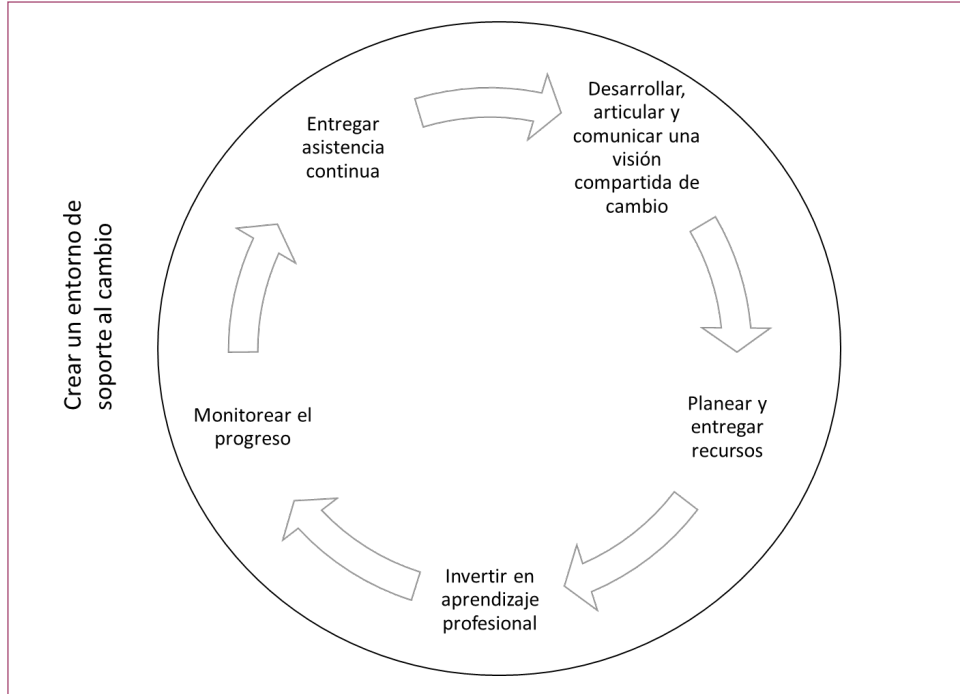 Crear un entorno de
soporte al cambio
Entregar
asistencia
continua
Desarrollar,
articular y
comunicar una
visión
compartida de
cambio
Planear y
entregar
recursos
Invertir en
aprendizaje
profesional
Monitorear el
progreso